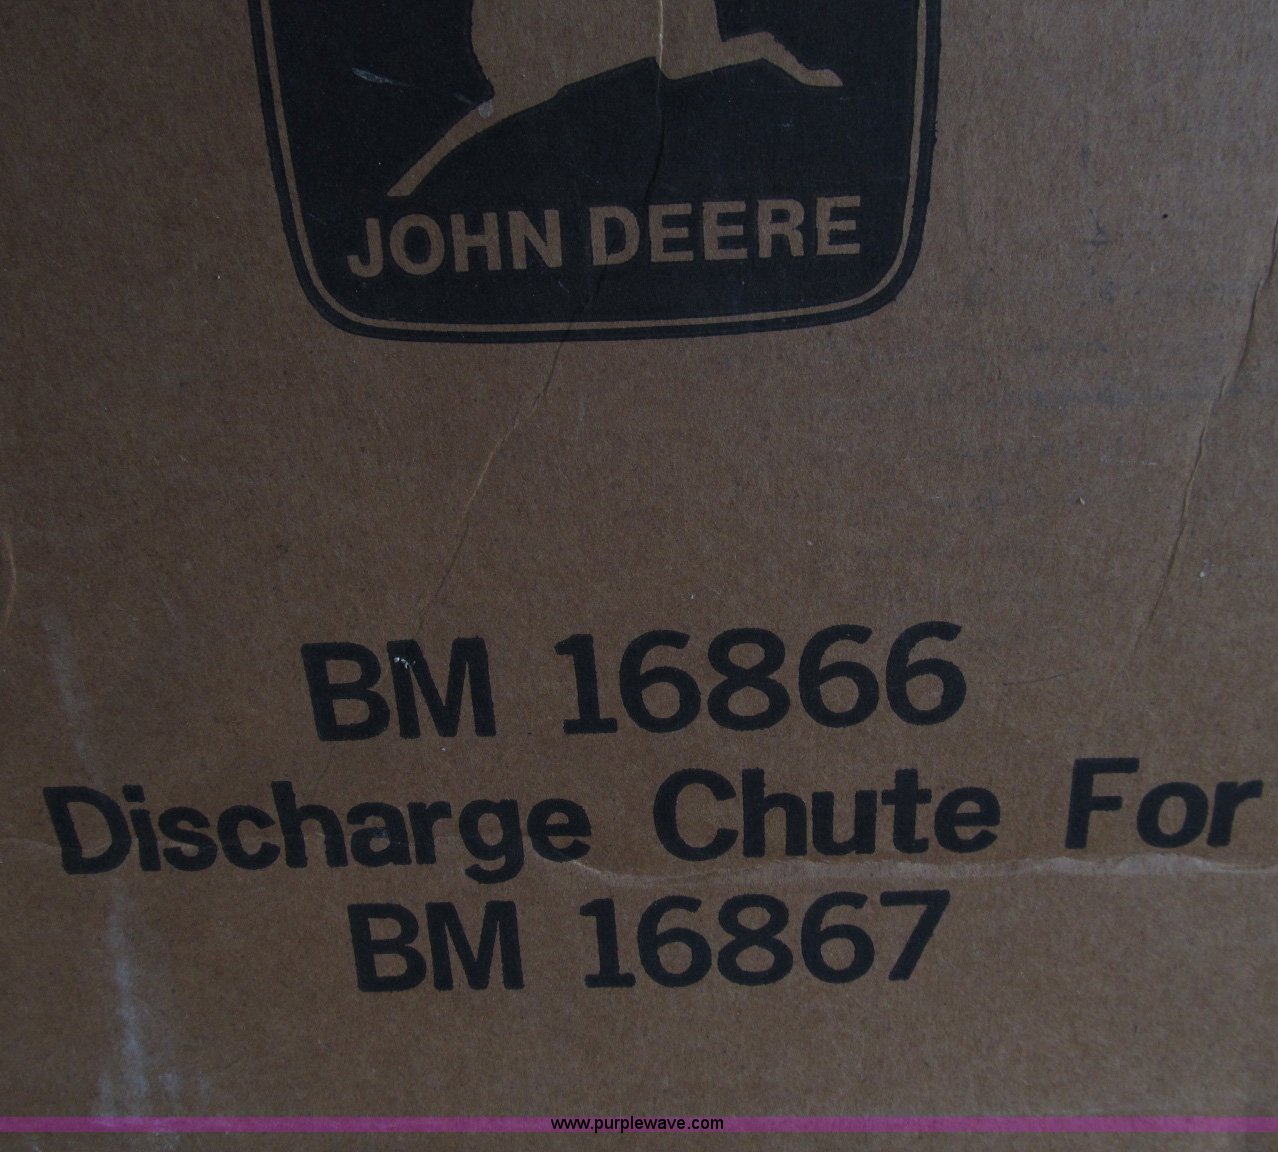 JOHN DEERE
BM 16866
Discharge Chute For
BM 16867
www.purplewave.com